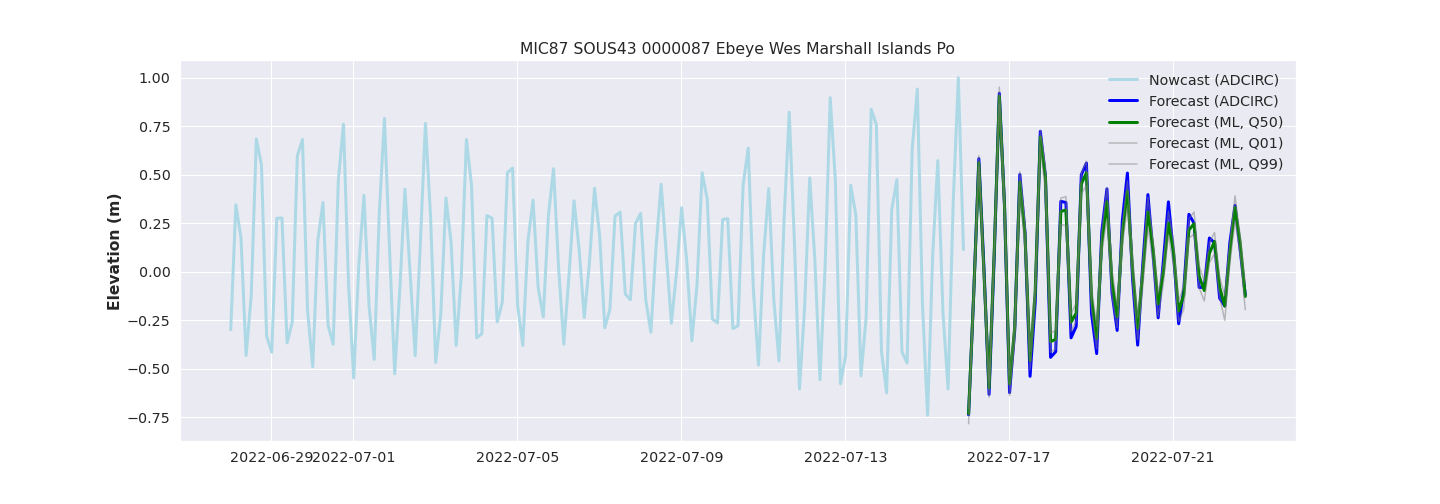 MIC87 SOUS43 0000087 Ebeye Wes Marshall Islands Po
Elevation (m)
1.00
0.75
0.50
0.25
0.00
−0.25
−0.50
−0.75
Nowcast (ADCIRC)
Forecast (ADCIRC)
Forecast (ML, Q50)
Forecast (ML, Q01)
Forecast (ML, Q99)
2022-06-29 2022-07-01 2022-07-05 2022-07-09 2022-07-13 2022-07-17 2022-07-21